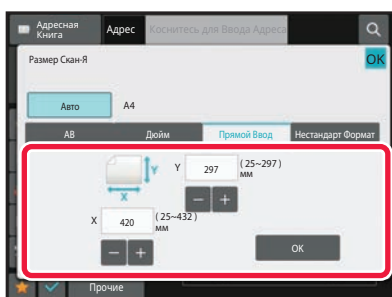 Адресная
Книга
Адрес
Коснитесь для Ввода Адреса
Размер Скан-Я
OK
Авто
A4
AB
Дюйм
Прямой Ввод
Нестандарт Формат
Y
Y
297
(25~297)
мм
X
X
420
(25~432)
мм
OK
Прочие